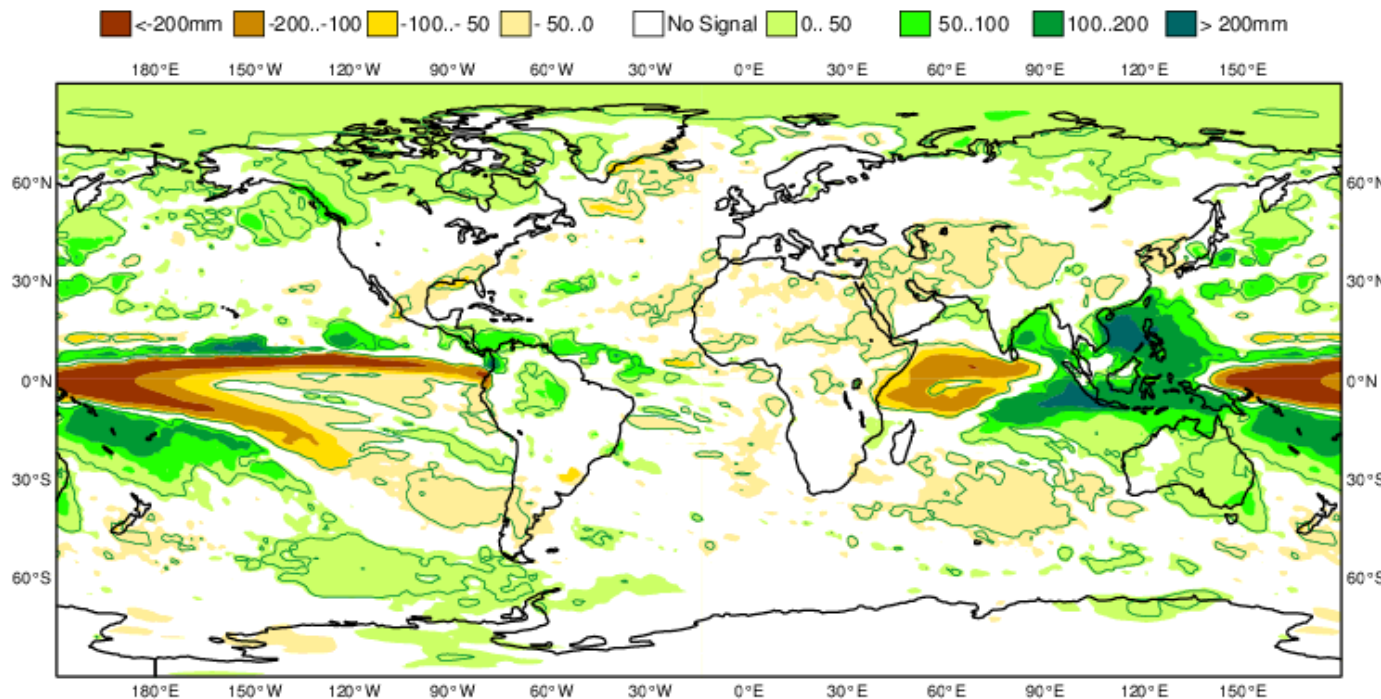 <-200mm -200..-100 -100..- 50 - 50..0 No Signal 0.. 50 50..100 100..200 > 200mm
180°E 150°W 120°W 90°W 60°W 30°W 0°E 30°E 60°E 90°E 120°E 150°E
60°N 60°N
30°N 30°N
0°N 0°N
30°S 30°S
60°S 60°S
180°E 150°W 120°W 90°W 60°W 30°W 0°E 30°E 60°E 90°E 120°E 150°E